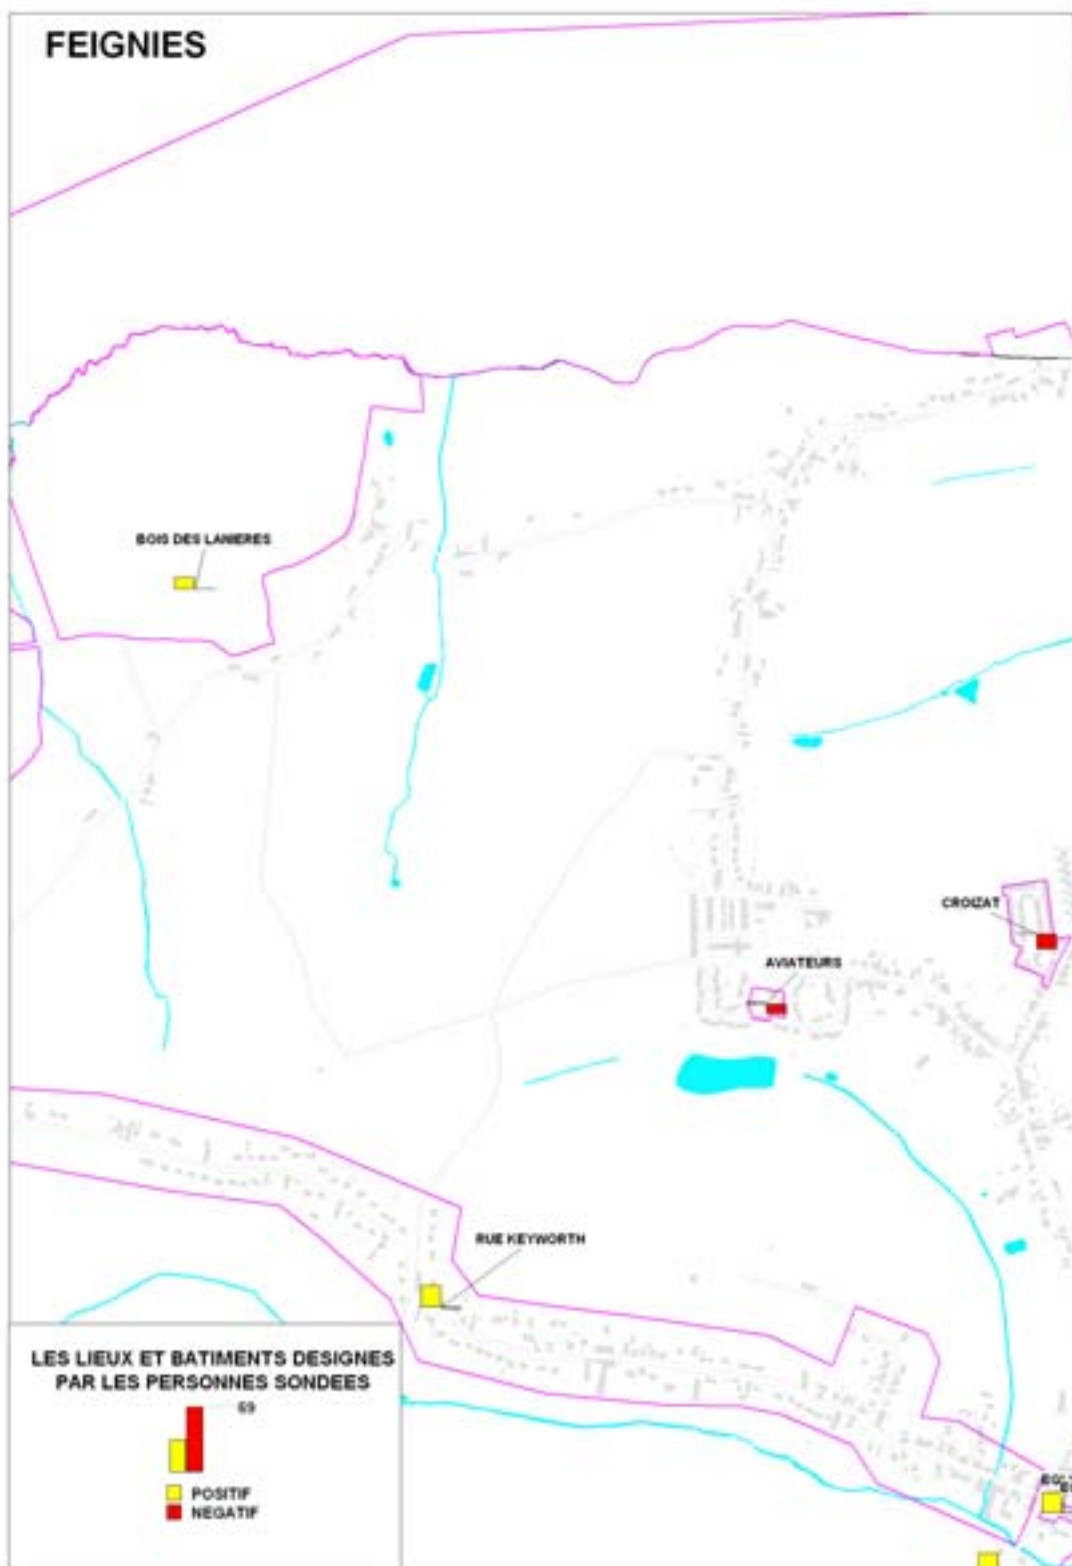 FEIGNIES
BOIS DES LANIERES
CROIZAT
AVIATEURS
RUE KEYWORTH
LES LIEUX ET BATIMENTS DESIGNES
PAR LES PERSONNES SONDEES
69
POSITIF
NEGATIF